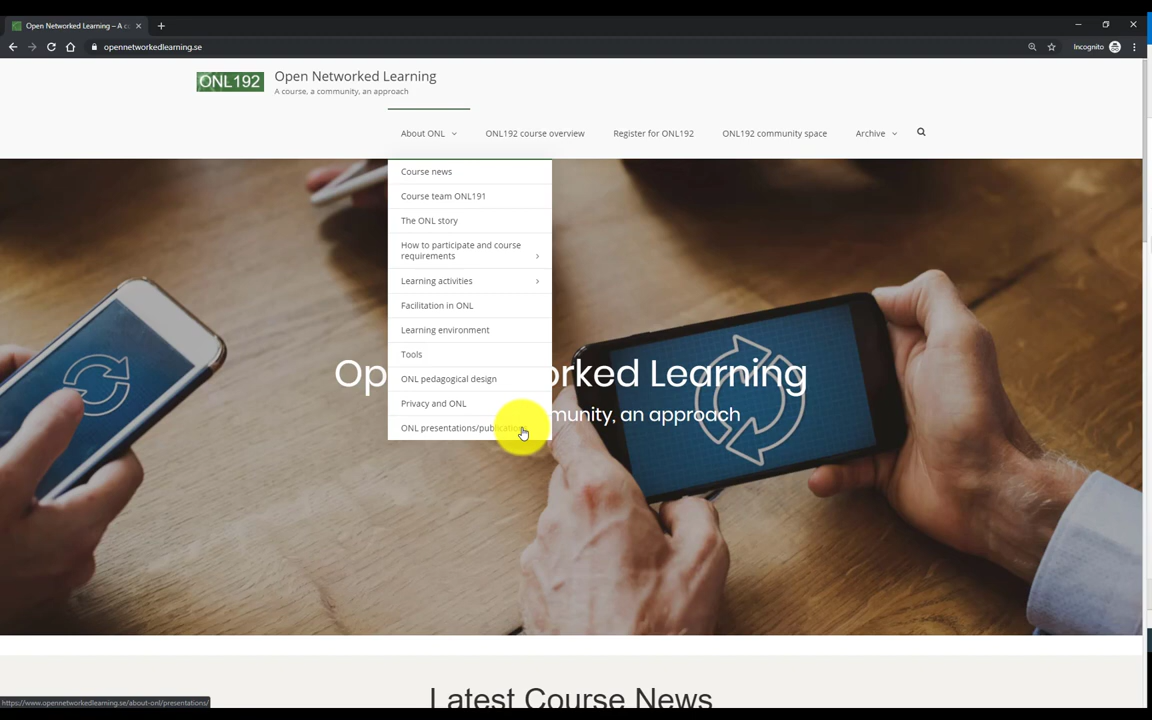 Open Networked Learning – A c
opennetworkedlearning.se
Incognito
ONL192
Open Networked Learning
A course, a community, an approach
About ONL
ONL192 course overview
Register for ONL192
ONL192 community space
Archive
Course news
Course team ONL191
The ONL story
How to participate and course
requirements
Learning activities
Facilitation in ONL
Learning environment
Tools
ONL pedagogical design
Privacy and ONL
ONL presentations/publications
Op rked Learning
munity, an approach
Latest Course News
https://www.opennetworkedlearning.se/about-onl/presentations/